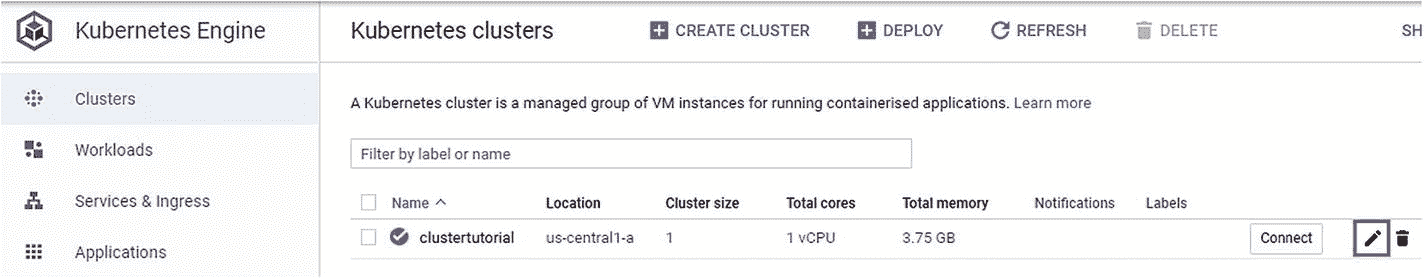 Kubernetes Engine
Kubernetes clusters
CREATE CLUSTER
DEPLOY
REFRESH
DELETE
SH
Clusters
Workloads
Services & Ingress
Applications
A Kubernetes cluster is a managed group of VM instances for running containerised applications. Learn more
Filter by label or name
Name Location Cluster size Total cores Total memory Notifications Labels
clustertutorial us-central1-a 1 1 vCPU 3.75 GB Connect